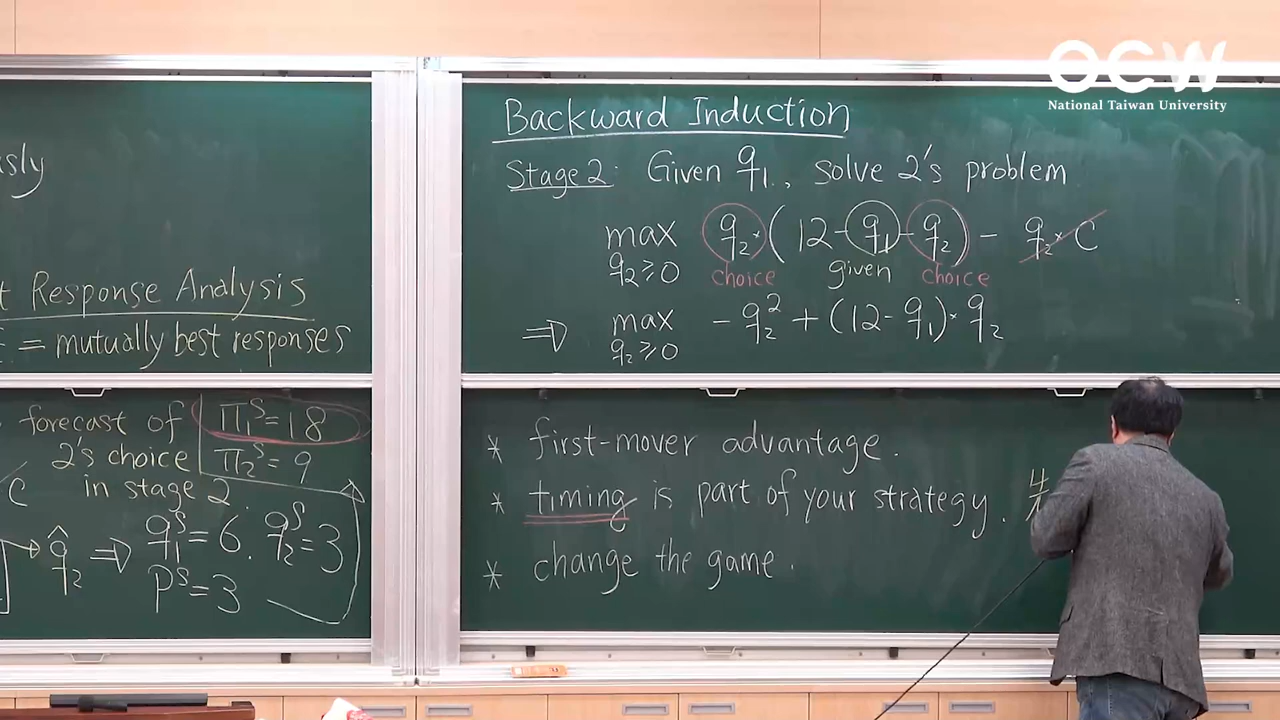 OCW
National Taiwan University
usly
Response Analysis
= mutually best responses
forecast of
2's choice
in stage 2
Π₁ˢ = 18
Π₂ˢ = 9
C
q̂₂ ⇒ q₁ˢ = 6. q₂ˢ = 3
Pˢ = 3
Backward Induction
Stage 2: Given q₁, solve 2's problem
max q₂≥0 q₂×(12-q₁-q₂) - q₂×C
choice given choice
⇒ max q₂≥0 -q₂² + (12-q₁)×q₂
* first-mover advantage.
* timing is part of your strategy. 先
* change the game.